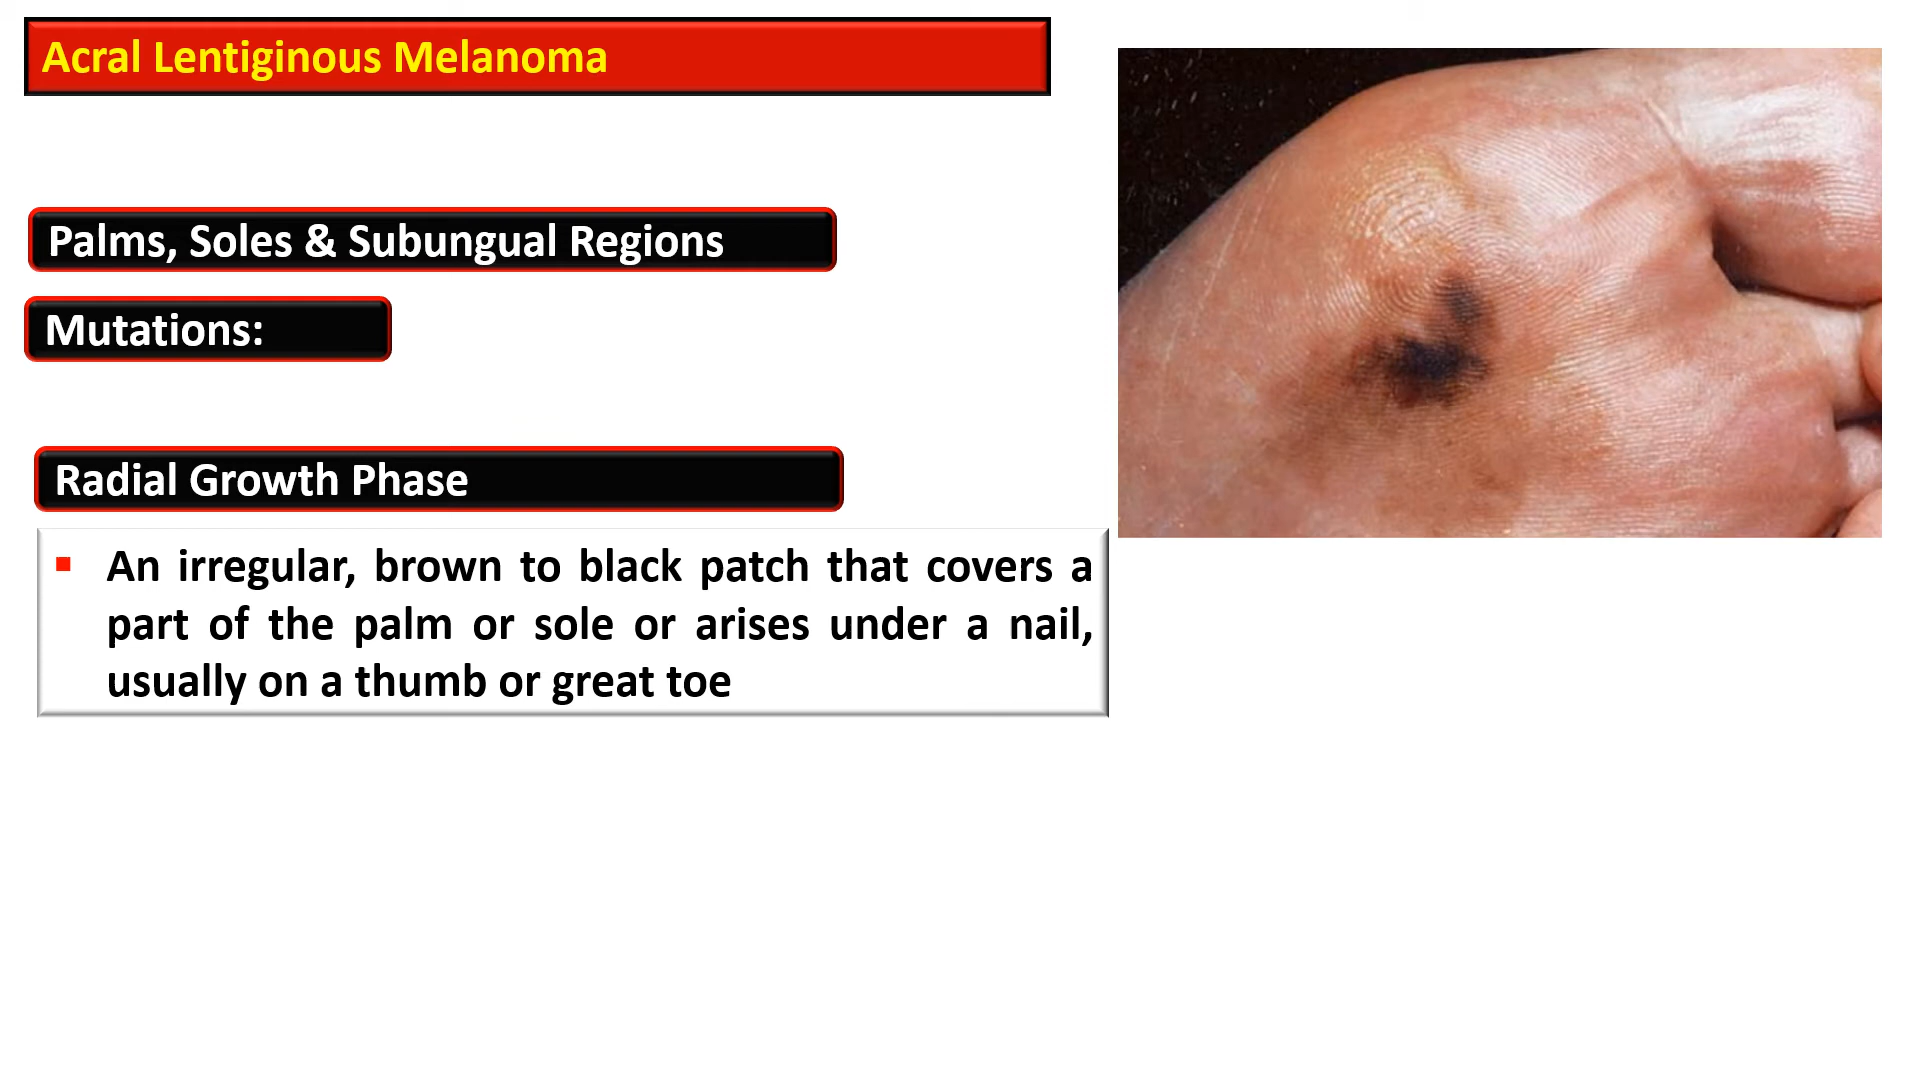 Acral Lentiginous Melanoma
Palms, Soles & Subungual Regions
Mutations:
Radial Growth Phase
An irregular, brown to black patch that covers a
part of the palm or sole or arises under a nail,
usually on a thumb or great toe